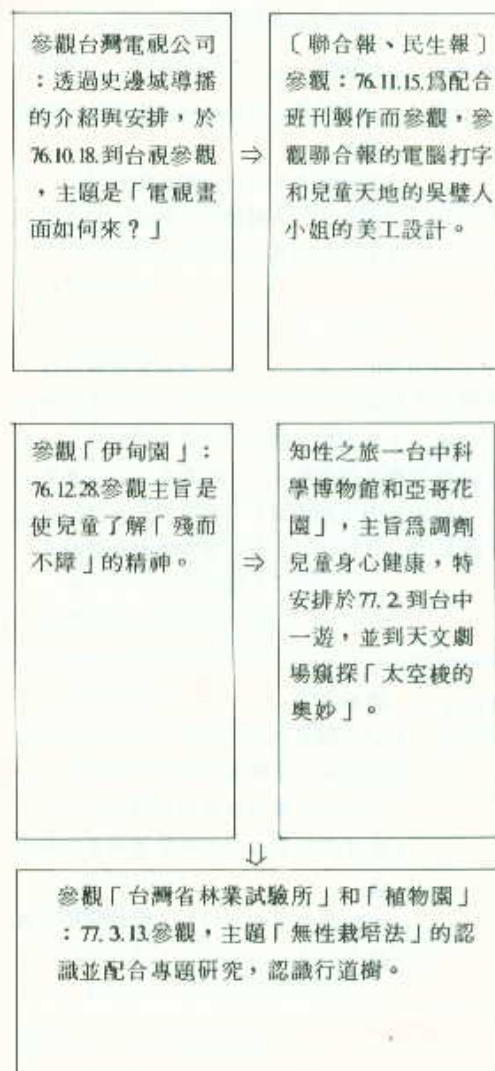 參觀台灣電視公司
：透過史邊城導播
的介紹與安排，於
76.10.18.到台視參觀
，主題是「電視畫
面如何來？」
⇒
〔聯合報、民生報〕
參觀：76.11.15.爲配合
班刊製作而參觀，參
觀聯合報的電腦打字
和兒童天地的吳璧人
小姐的美工設計。
參觀「伊甸園」：
76.12.28.參觀主旨是
使兒童了解「殘而
不障」的精神。
⇒
知性之旅—台中科
學博物館和亞哥花
園」，主旨爲調劑
兒童身心健康，特
安排於77.2.到台中
一遊，並到天文劇
場窺探「太空梭的
奧妙」。
⇓
參觀「台灣省林業試驗所」和「植物園」
：77.3.13.參觀，主題「無性栽培法」的認
識並配合專題研究，認識行道樹。